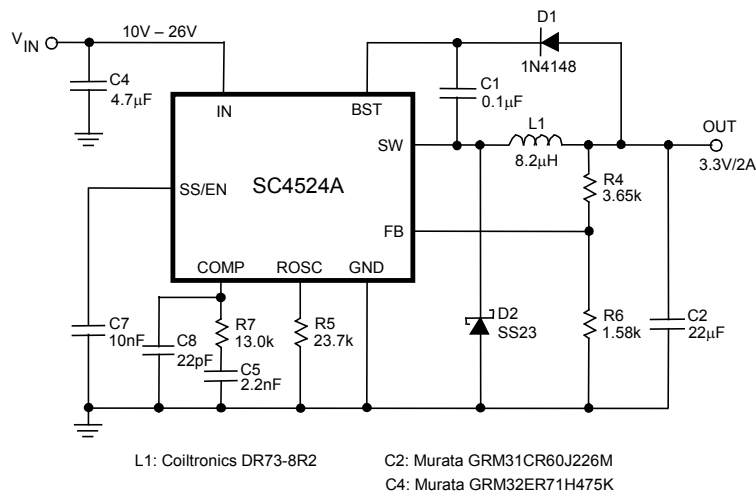 V IN
10V – 26V
D1
1N4148
C4
4.7µF
C1
0.1µF
IN
BST
L1
8.2µH
OUT
3.3V/2A
SW
SS/EN
SC4524A
R4
3.65k
FB
COMP
ROSC
GND
C7
10nF
C8
22pF
R7
13.0k
C5
2.2nF
R5
23.7k
D2
SS23
R6
1.58k
C2
22µF
L1: Coiltronics DR73-8R2
C2: Murata GRM31CR60J226M
C4: Murata GRM32ER71H475K